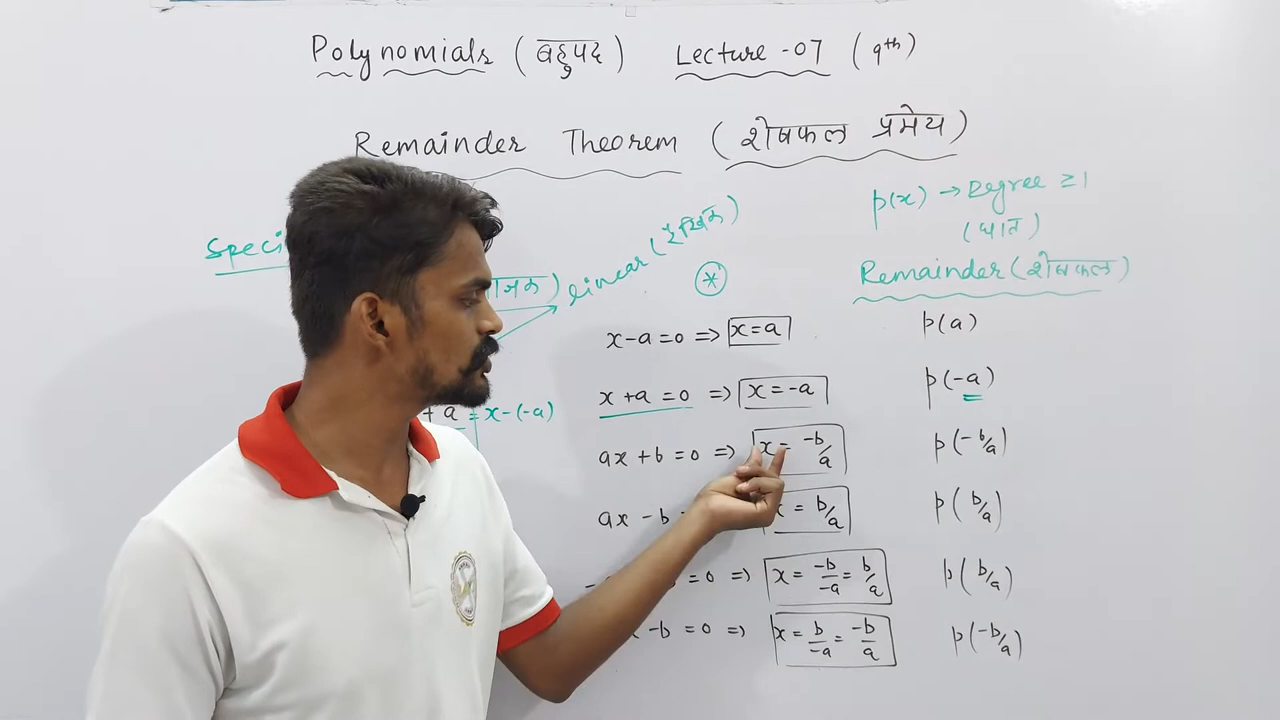 Polynomials (बहुपद) Lecture -07 (9th)
Remainder Theorem (शेषफल प्रमेय)
p(x) → Degree ≥ 1
(घात)
linear (रैखिक)
Remainder (शेषफल)
x-a=0 => x=a p(a)
x+a=0 => x=-a p(-a)
+a = x-(-a)
ax+b=0 => x= -b/a p(-b/a)
ax-b = b/a p(b/a)
=0 => x = -b/-a = b/a p(b/a)
-b=0 => x = b/-a = -b/a p(-b/a)